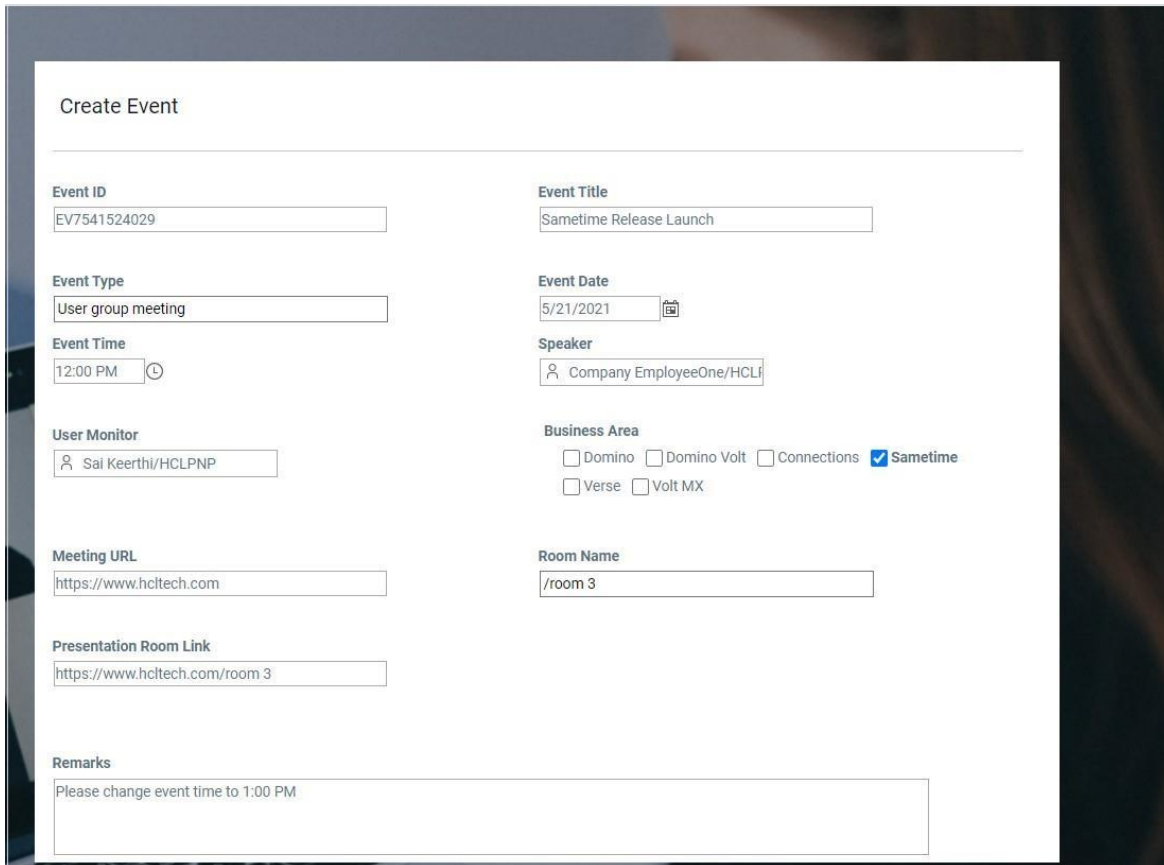 Create Event
Event ID
Event Title
EV7541524029
Sametime Release Launch
Event Type
Event Date
User group meeting
5/21/2021
Event Time
Speaker
12:00 PM
Company EmployeeOne/HCLP
User Monitor
Business Area
Sai Keerthi/HCLPNP
Domino Domino Volt Connections Sametime
Verse Volt MX
Meeting URL
Room Name
https://www.hcltech.com
/room 3
Presentation Room Link
https://www.hcltech.com/room 3
Remarks
Please change event time to 1:00 PM